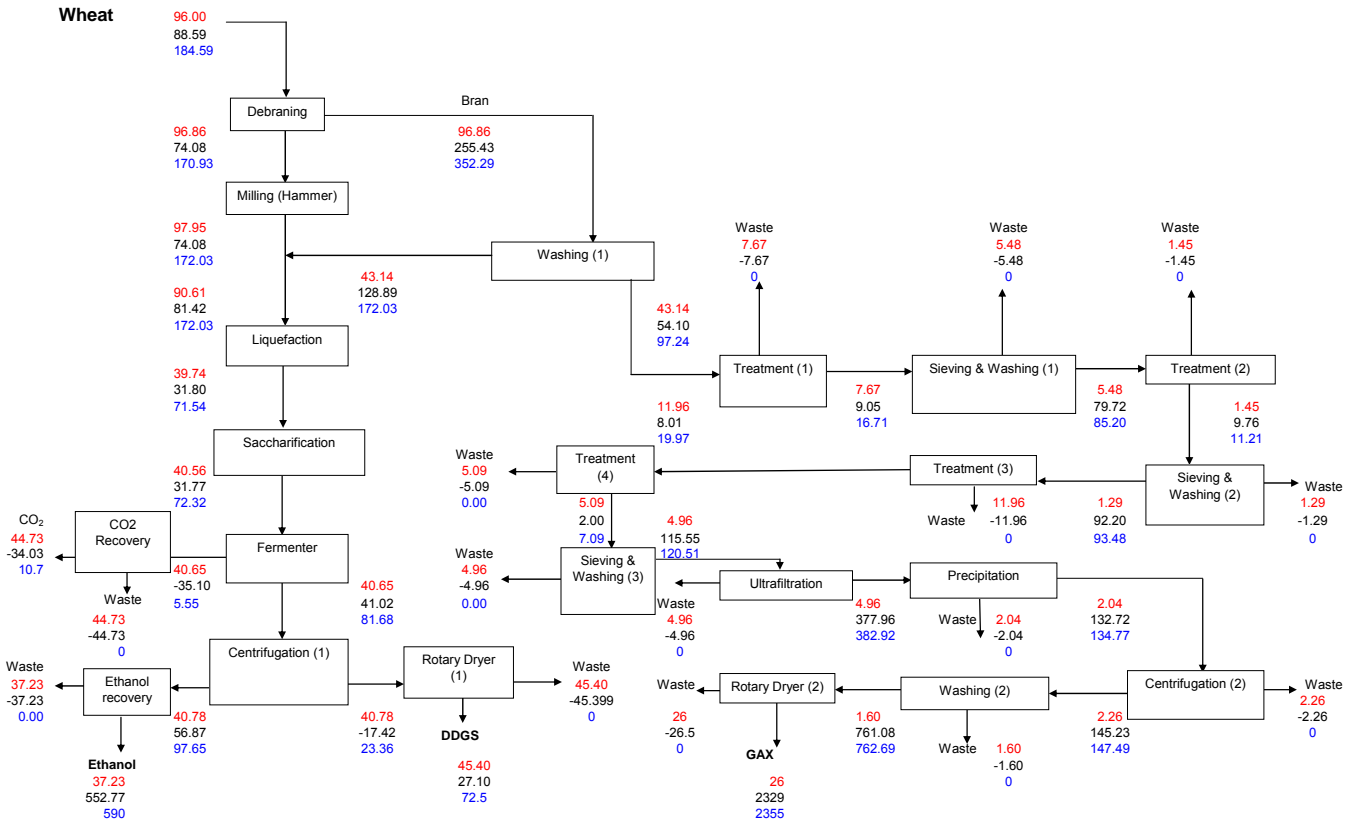 Wheat
96.00
88.59
184.59
Debraning
Bran
96.86
74.08
170.93
96.86
255.43
352.29
Milling (Hammer)
97.95
74.08
172.03
Washing (1)
43.14
128.89
172.03
90.61
81.42
172.03
Liquefaction
43.14
54.10
97.24
Waste
7.67
-7.67
0
Waste
5.48
-5.48
0
Waste
1.45
-1.45
0
Treatment (1)
Sieving & Washing (1)
Treatment (2)
7.67
9.05
16.71
5.48
79.72
85.20
1.45
9.76
11.21
39.74
31.80
71.54
Saccharification
11.96
8.01
19.97
Waste
5.09
-5.09
0.00
Treatment
(4)
Treatment (3)
Waste
11.96
-11.96
0
1.29
92.20
93.48
Sieving &
Washing (2)
Waste
1.29
-1.29
0
40.56
31.77
72.32
CO2
44.73
-34.03
10.7
CO2
Recovery
Fermenter
40.65
-35.10
5.55
Waste
44.73
-44.73
0
40.65
41.02
81.68
5.09
2.00
7.09
4.96
115.55
120.51
Waste
4.96
-4.96
0.00
Sieving &
Washing (3)
Ultrafiltration
Waste
4.96
-4.96
0
4.96
377.96
382.92
Precipitation
Waste
2.04
-2.04
0
2.04
132.72
134.77
Centrifugation (1)
Rotary Dryer
(1)
Waste
45.40
-45.399
0
Waste
37.23
-37.23
0.00
Ethanol
recovery
40.78
56.87
97.65
40.78
-17.42
23.36
DDGS
45.40
27.10
72.5
Ethanol
37.23
552.77
590
Waste
26
-26.5
0
Rotary Dryer (2)
GAX
26
2329
2355
1.60
761.08
762.69
Washing (2)
Waste
1.60
-1.60
0
2.26
145.23
147.49
Centrifugation (2)
Waste
2.26
-2.26
0